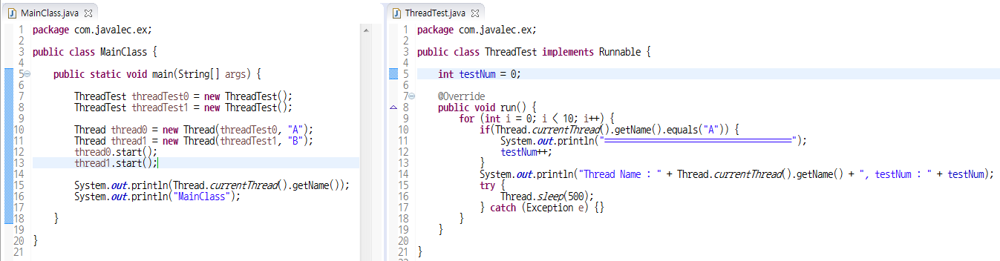 MainClass.java
1 package com.javalec.ex;
2
3 public class MainClass {
4
5 public static void main(String[] args) {
6
7 ThreadTest threadTest0 = new ThreadTest();
8 ThreadTest threadTest1 = new ThreadTest();
9
10 Thread thread0 = new Thread(threadTest0, "A");
11 Thread thread1 = new Thread(threadTest1, "B");
12 thread0.start();
13 thread1.start();
14
15 System.out.println(Thread.currentThread().getName());
16 System.out.println("MainClass");
17
18 }
19
20 }
21
ThreadTest.java
1 package com.javalec.ex;
2
3 public class ThreadTest implements Runnable {
4
5 int testNum = 0;
6
7 @Override
8 public void run() {
9 for (int i = 0; i < 10; i++) {
10 if(Thread.currentThread().getName().equals("A")) {
11 System.out.println("====================================");
12 testNum++;
13 }
14 System.out.println("Thread Name : " + Thread.currentThread().getName() + ", testNum : " + testNum);
15 try {
16 Thread.sleep(500);
17 } catch (Exception e) {}
18 }
19 }
20
21 }